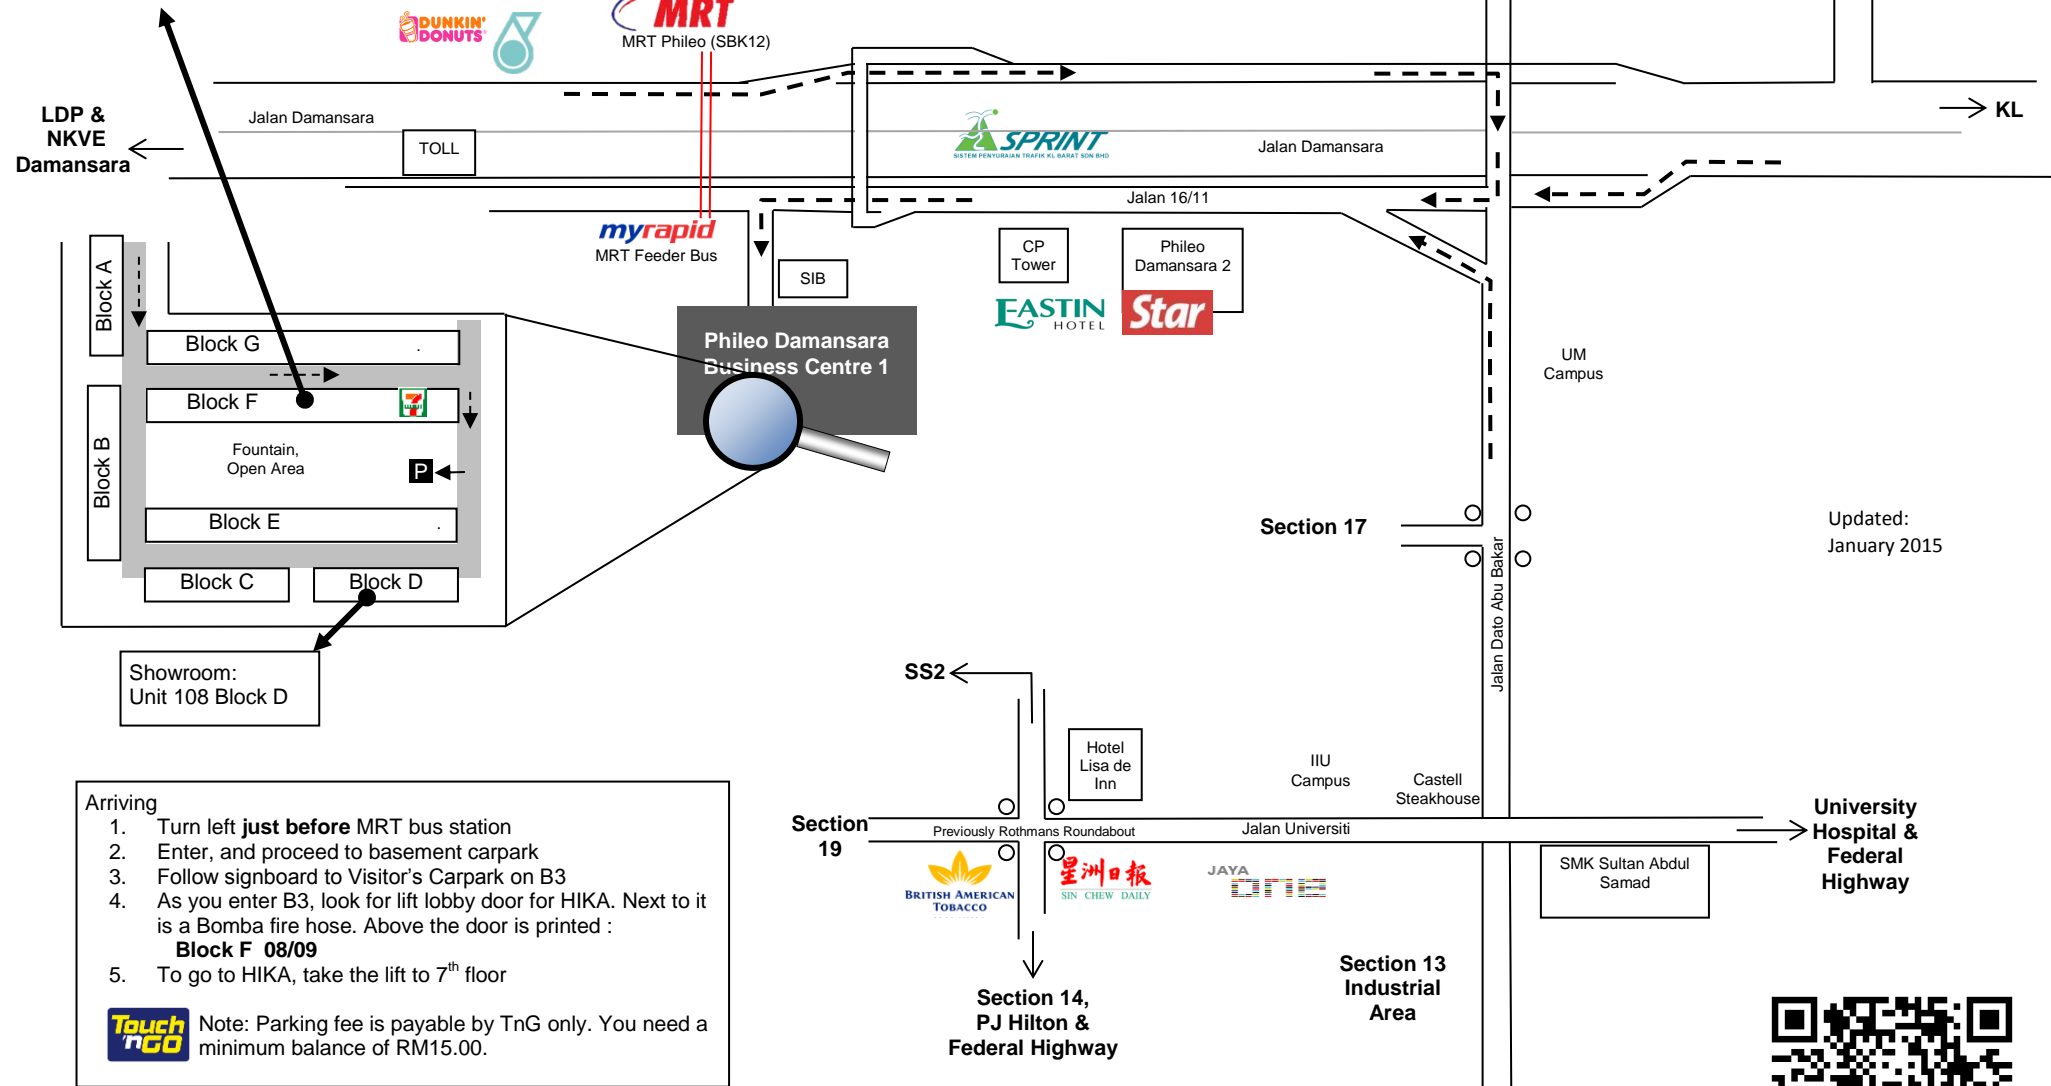 DUNKIN'
DONUTS
MRT
MRT Phileo (SBK12)
LDP &
NKVE
Damansara
Jalan Damansara
TOLL
SPRINT
SISTEM PENYURAIAN TRAFIK KL BARAT SDN BHD
Jalan Damansara
KL
Jalan 16/11
myrapid
MRT Feeder Bus
SIB
CP
Tower
Phileo
Damansara 2
EASTIN
HOTEL
Star
Phileo Damansara
Business Centre 1
UM
Campus
Block A
Block G
.
Block F
7
Block B
Fountain,
Open Area
P
Block E
.
Block C
Block D
Showroom:
Unit 108 Block D
Section 17
Jalan Dato Abu Bakar
Updated:
January 2015
SS2
Hotel
Lisa de
Inn
IIU
Campus
Castell
Steakhouse
Section
19
Previously Rothmans Roundabout
Jalan Universiti
University
Hospital &
Federal
Highway
BRITISH AMERICAN
TOBACCO
星洲日报
SIN CHEW DAILY
JAYA
one
SMK Sultan Abdul
Samad
Section 14,
PJ Hilton &
Federal Highway
Section 13
Industrial
Area
Arriving
1. Turn left just before MRT bus station
2. Enter, and proceed to basement carpark
3. Follow signboard to Visitor's Carpark on B3
4. As you enter B3, look for lift lobby door for HIKA. Next to it
is a Bomba fire hose. Above the door is printed :
Block F 08/09
5. To go to HIKA, take the lift to 7th floor
Touch
'nGO
Note: Parking fee is payable by TnG only. You need a
minimum balance of RM15.00.